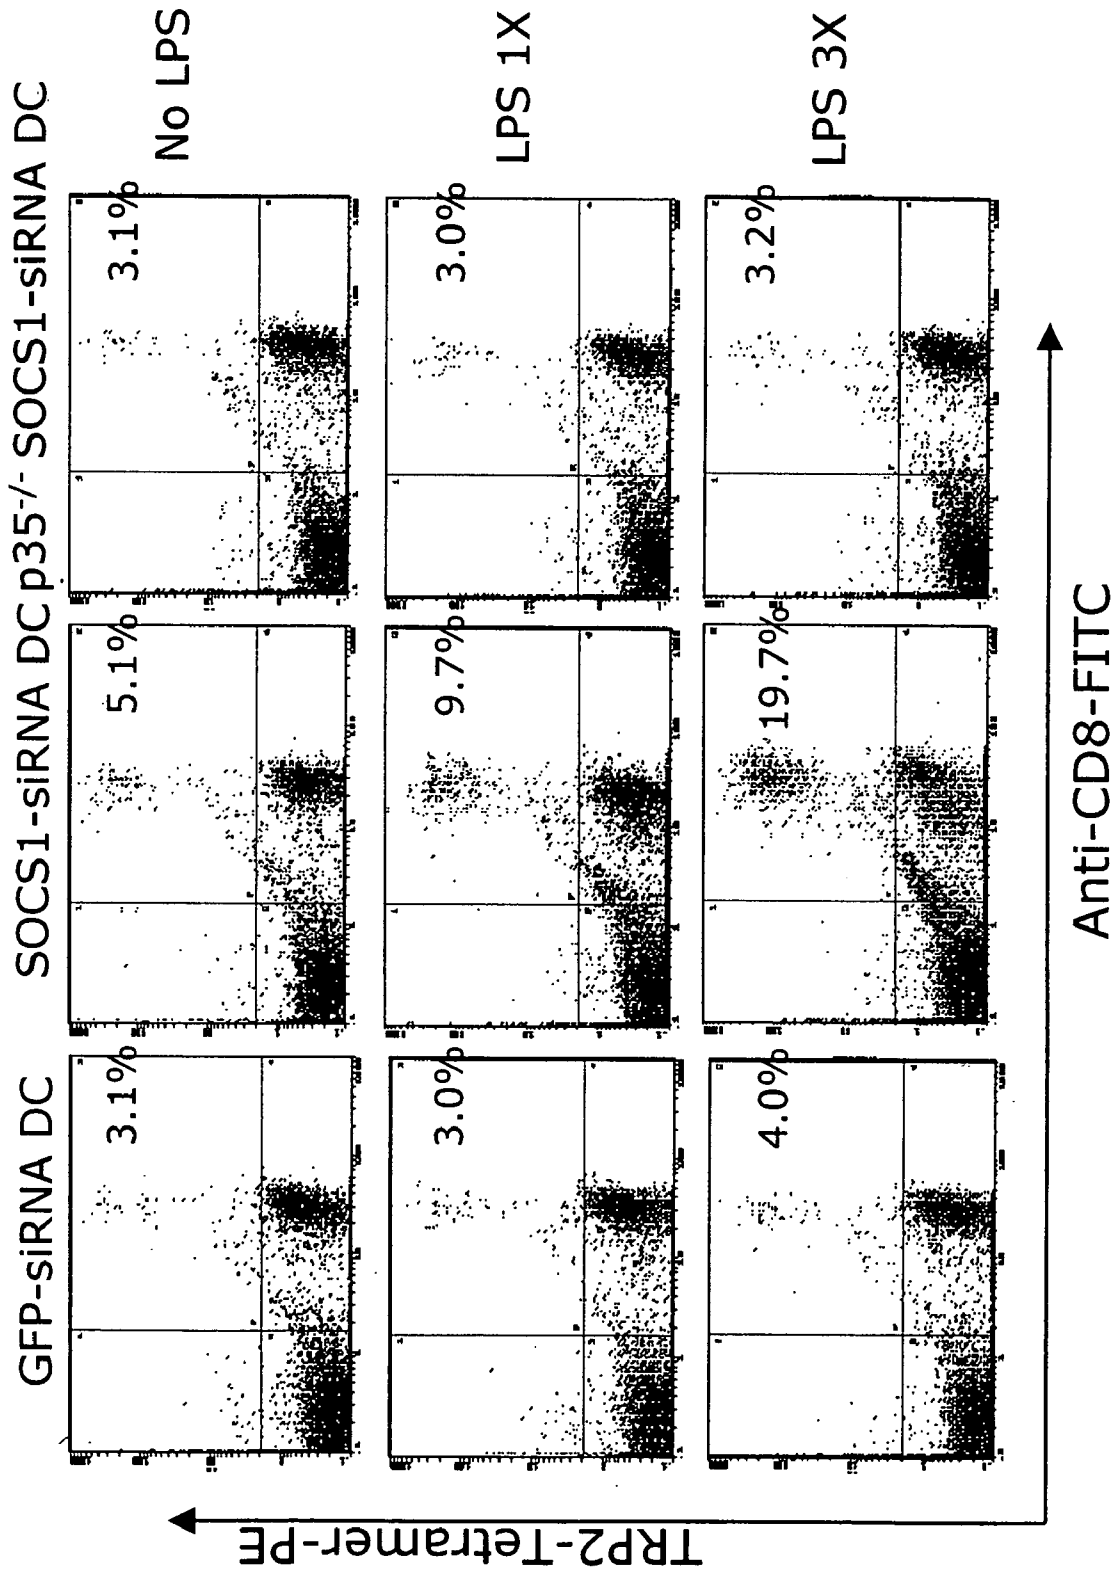 GFP-siRNA DC SOCS1-siRNA DC p35-/- SOCS1-siRNA DC
3.1% 5.1% 3.1% No LPS
3.0% 9.7% 3.0% LPS 1X
4.0% 19.7% 3.2% LPS 3X
TRP2-Tetramer-PE
Anti-CD8-FITC